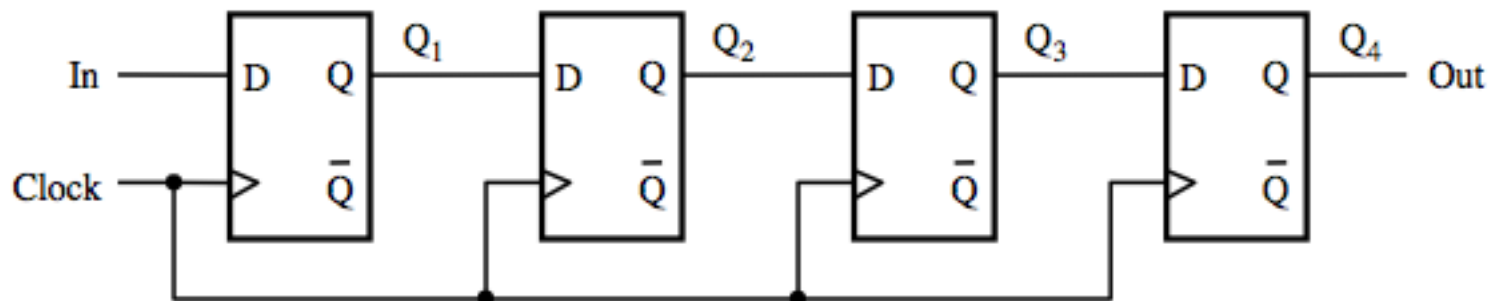 Q₁ Q₂ Q₃ Q₄
In D Q D Q D Q D Q Out
Clock Q̅ Q̅ Q̅ Q̅